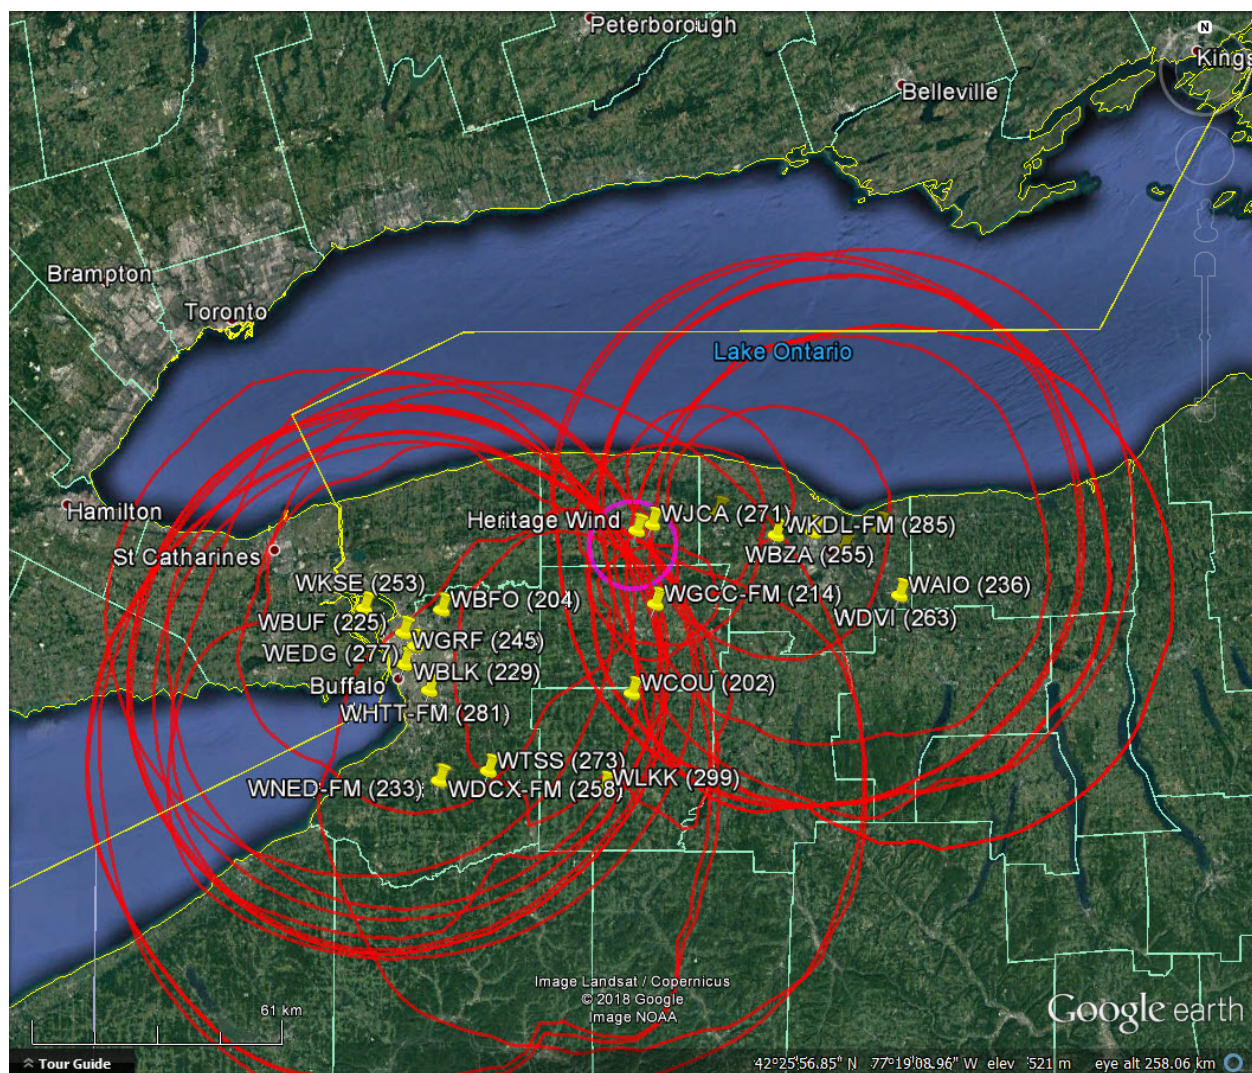 Peterborough
N
Kings
Belleville
Brampton
Toronto
Lake Ontario
Hamilton
Heritage Wind
WJCA (271)
WKDL-FM (285)
St Catharines
WBZA (255)
WKSE (253)
WBFO (204)
WGCC-FM (214)
WAIO (236)
WBUF (225)
WDVI (263)
WGRF (245)
WEDG (277)
WBLK (229)
Buffalo
WCOU (202)
WHTT-FM (281)
WTSS (273)
WLKK (299)
WNED-FM (233)
WDCX-FM (258)
Image Landsat / Copernicus
© 2018 Google
Image NOAA
61 km
Google earth
Tour Guide
42°25'56.85" N 77°19'08.96" W elev 521 m eye alt 258.06 km